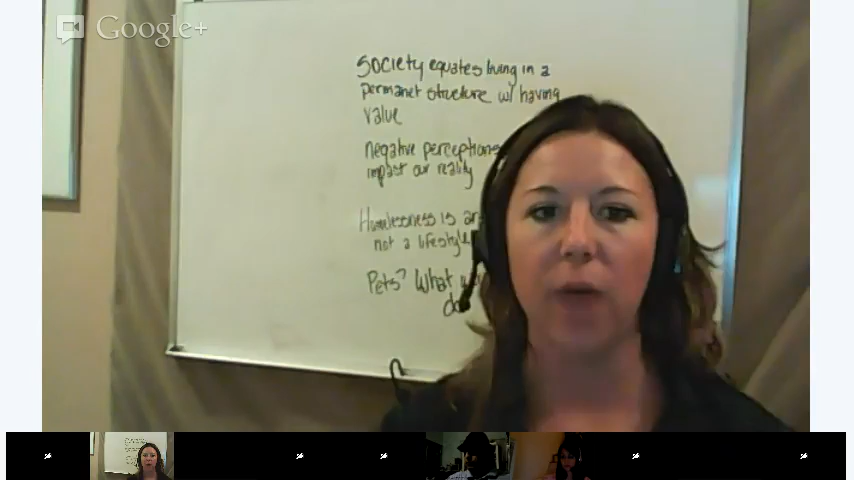 Google+
Society equates living in a
permanet structure w/ having
value
negative perceptions
impact our reality
Homelessness is
not a lifestyle
Pets? What